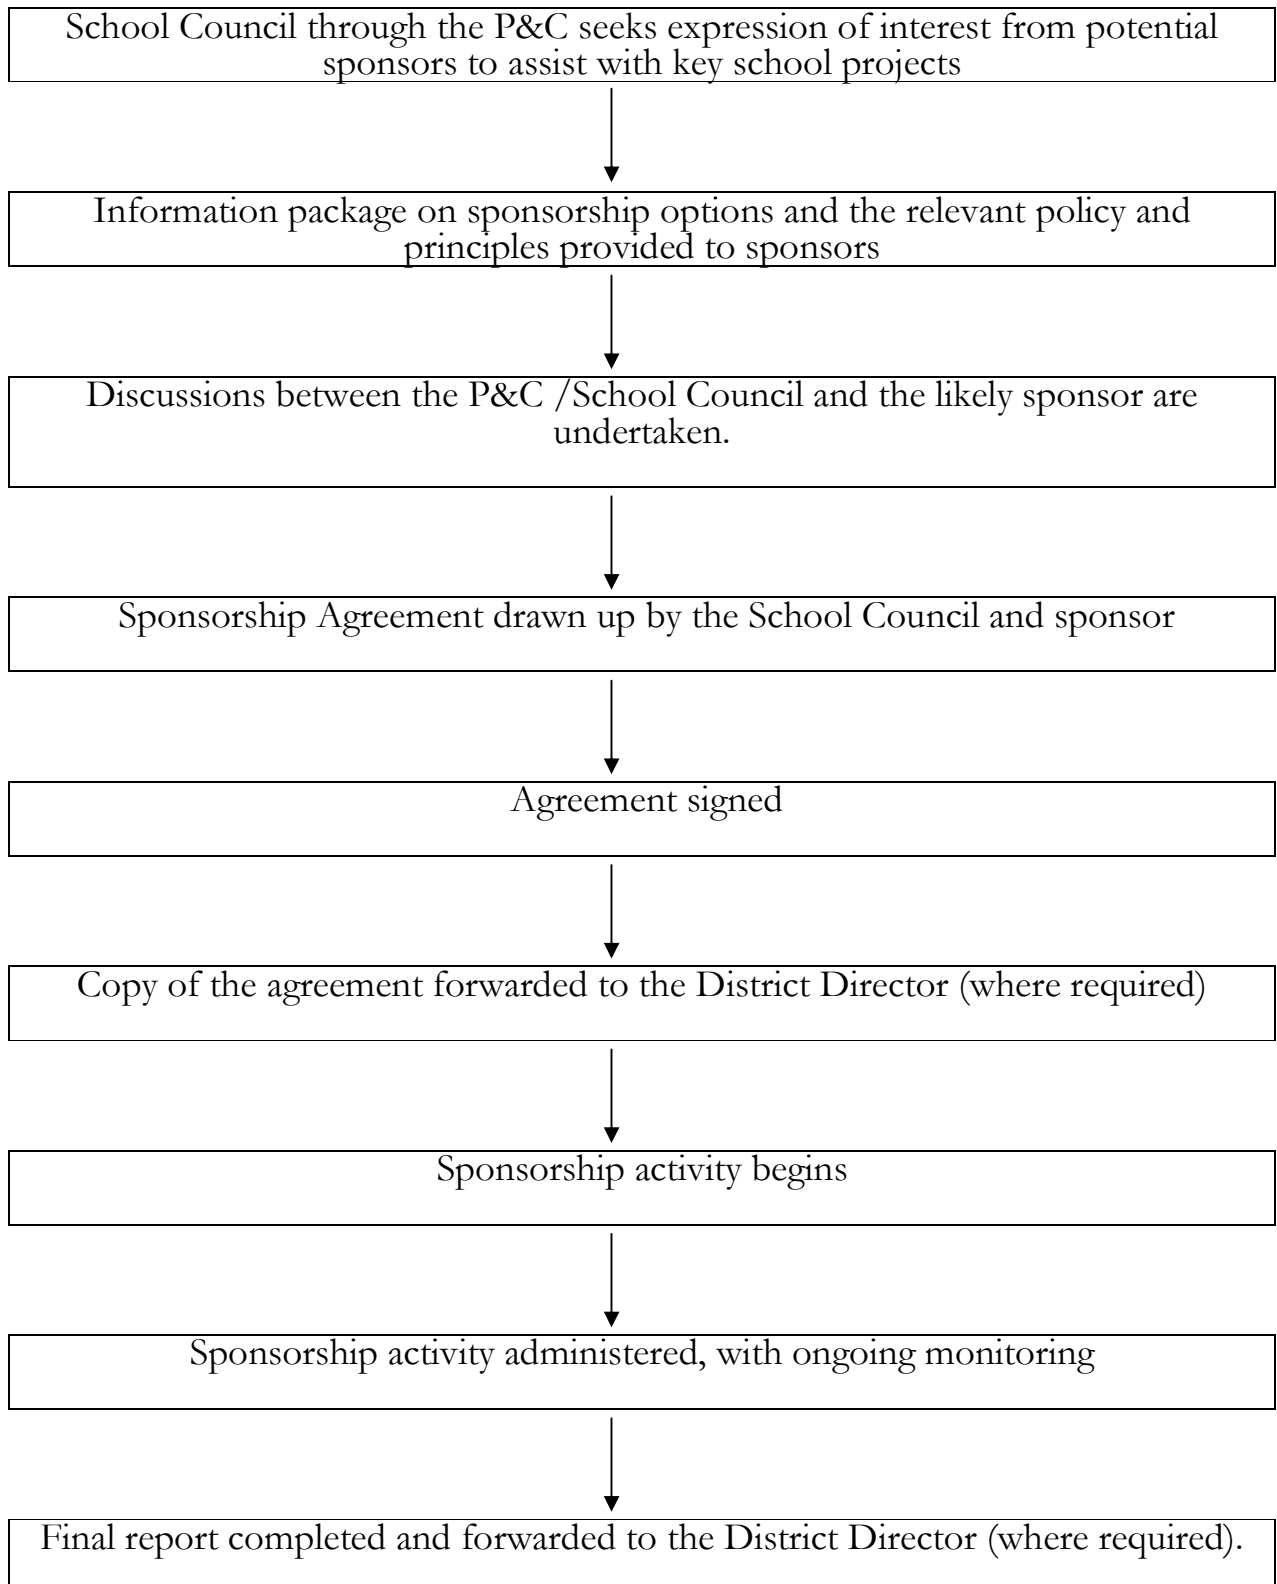 School Council through the P&C seeks expression of interest from potential
sponsors to assist with key school projects
Information package on sponsorship options and the relevant policy and
principles provided to sponsors
Discussions between the P&C /School Council and the likely sponsor are
undertaken.
Sponsorship Agreement drawn up by the School Council and sponsor
Agreement signed
Copy of the agreement forwarded to the District Director (where required)
Sponsorship activity begins
Sponsorship activity administered, with ongoing monitoring
Final report completed and forwarded to the District Director (where required).